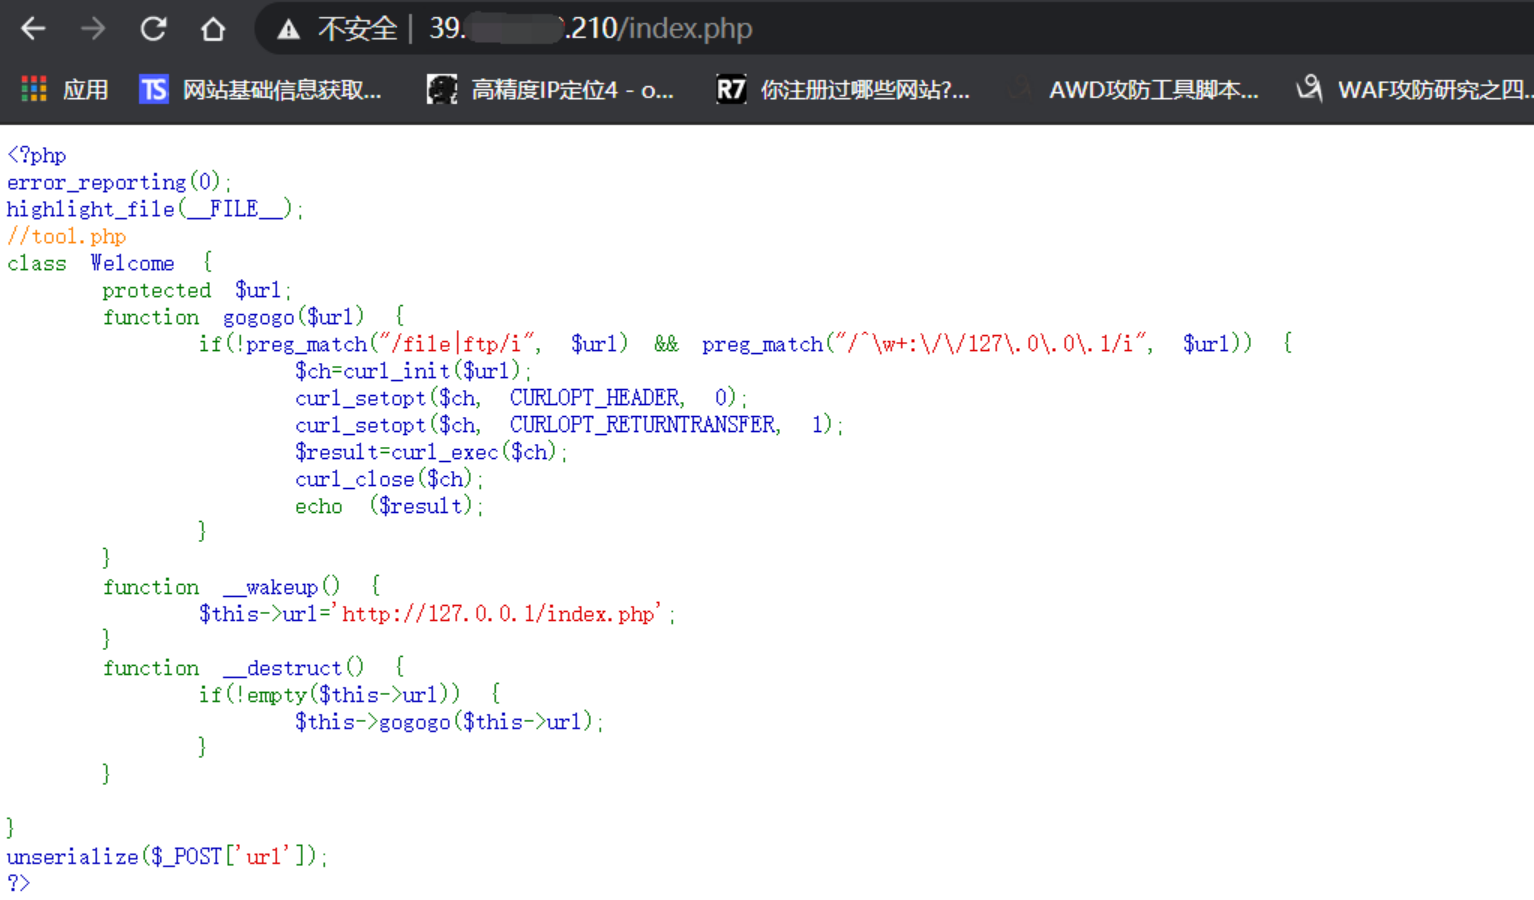 不安全 | 39. .210/index.php
应用 TS 网站基础信息获取... 高精度IP定位4 - o... R7 你注册过哪些网站?... AWD攻防工具脚本... WAF攻防研究之四...
<?php
error_reporting(0);
highlight_file(__FILE__);
//tool.php
class Welcome {
protected $url;
function gogogo($url) {
if(!preg_match("/file|ftp/i", $url) && preg_match("/^\w+:\/\/127\.0\.0\.1/i", $url)) {
$ch=curl_init($url);
curl_setopt($ch, CURLOPT_HEADER, 0);
curl_setopt($ch, CURLOPT_RETURNTRANSFER, 1);
$result=curl_exec($ch);
curl_close($ch);
echo ($result);
}
}
function __wakeup() {
$this->url='http://127.0.0.1/index.php';
}
function __destruct() {
if(!empty($this->url)) {
$this->gogogo($this->url);
}
}
}
unserialize($_POST['url']);
?>